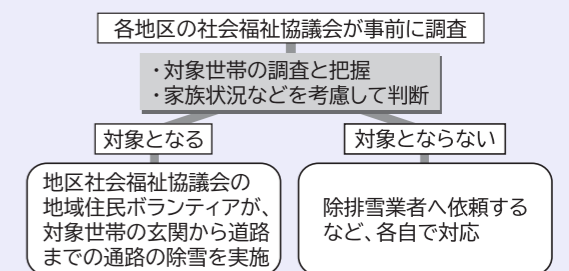 各地区の社会福祉協議会が事前に調査
・対象世帯の調査と把握
・家族状況などを考慮して判断
対象となる
対象とならない
地区社会福祉協議会の
地域住民ボランティアが、
対象世帯の玄関から道路
までの通路の除雪を実施
除排雪業者へ依頼する
など、各自で対応